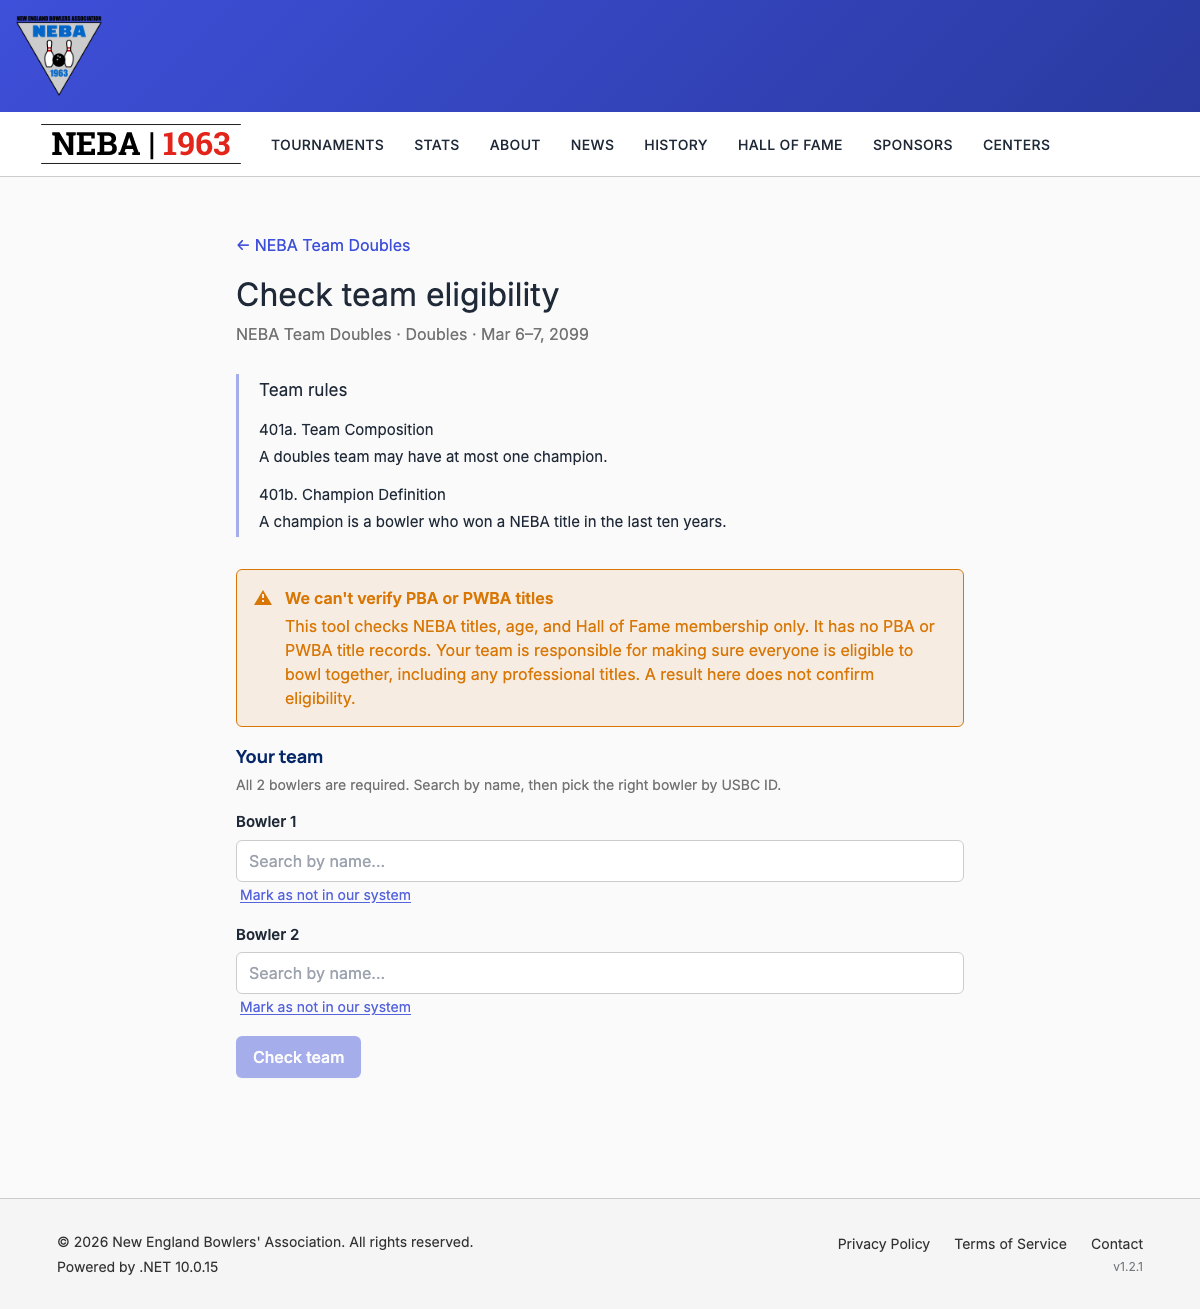 NEW ENGLAND BOWLERS ASSOCIATION
NEBA
1963
NEBA | 1963
TOURNAMENTS STATS ABOUT NEWS HISTORY HALL OF FAME SPONSORS CENTERS
← NEBA Team Doubles
Check team eligibility
NEBA Team Doubles · Doubles · Mar 6–7, 2099
Team rules
401a. Team Composition
A doubles team may have at most one champion.
401b. Champion Definition
A champion is a bowler who won a NEBA title in the last ten years.
We can't verify PBA or PWBA titles
This tool checks NEBA titles, age, and Hall of Fame membership only. It has no PBA or
PWBA title records. Your team is responsible for making sure everyone is eligible to
bowl together, including any professional titles. A result here does not confirm
eligibility.
Your team
All 2 bowlers are required. Search by name, then pick the right bowler by USBC ID.
Bowler 1
Search by name...
Mark as not in our system
Bowler 2
Search by name...
Mark as not in our system
Check team
© 2026 New England Bowlers' Association. All rights reserved.
Powered by .NET 10.0.15
Privacy Policy Terms of Service Contact
v1.2.1